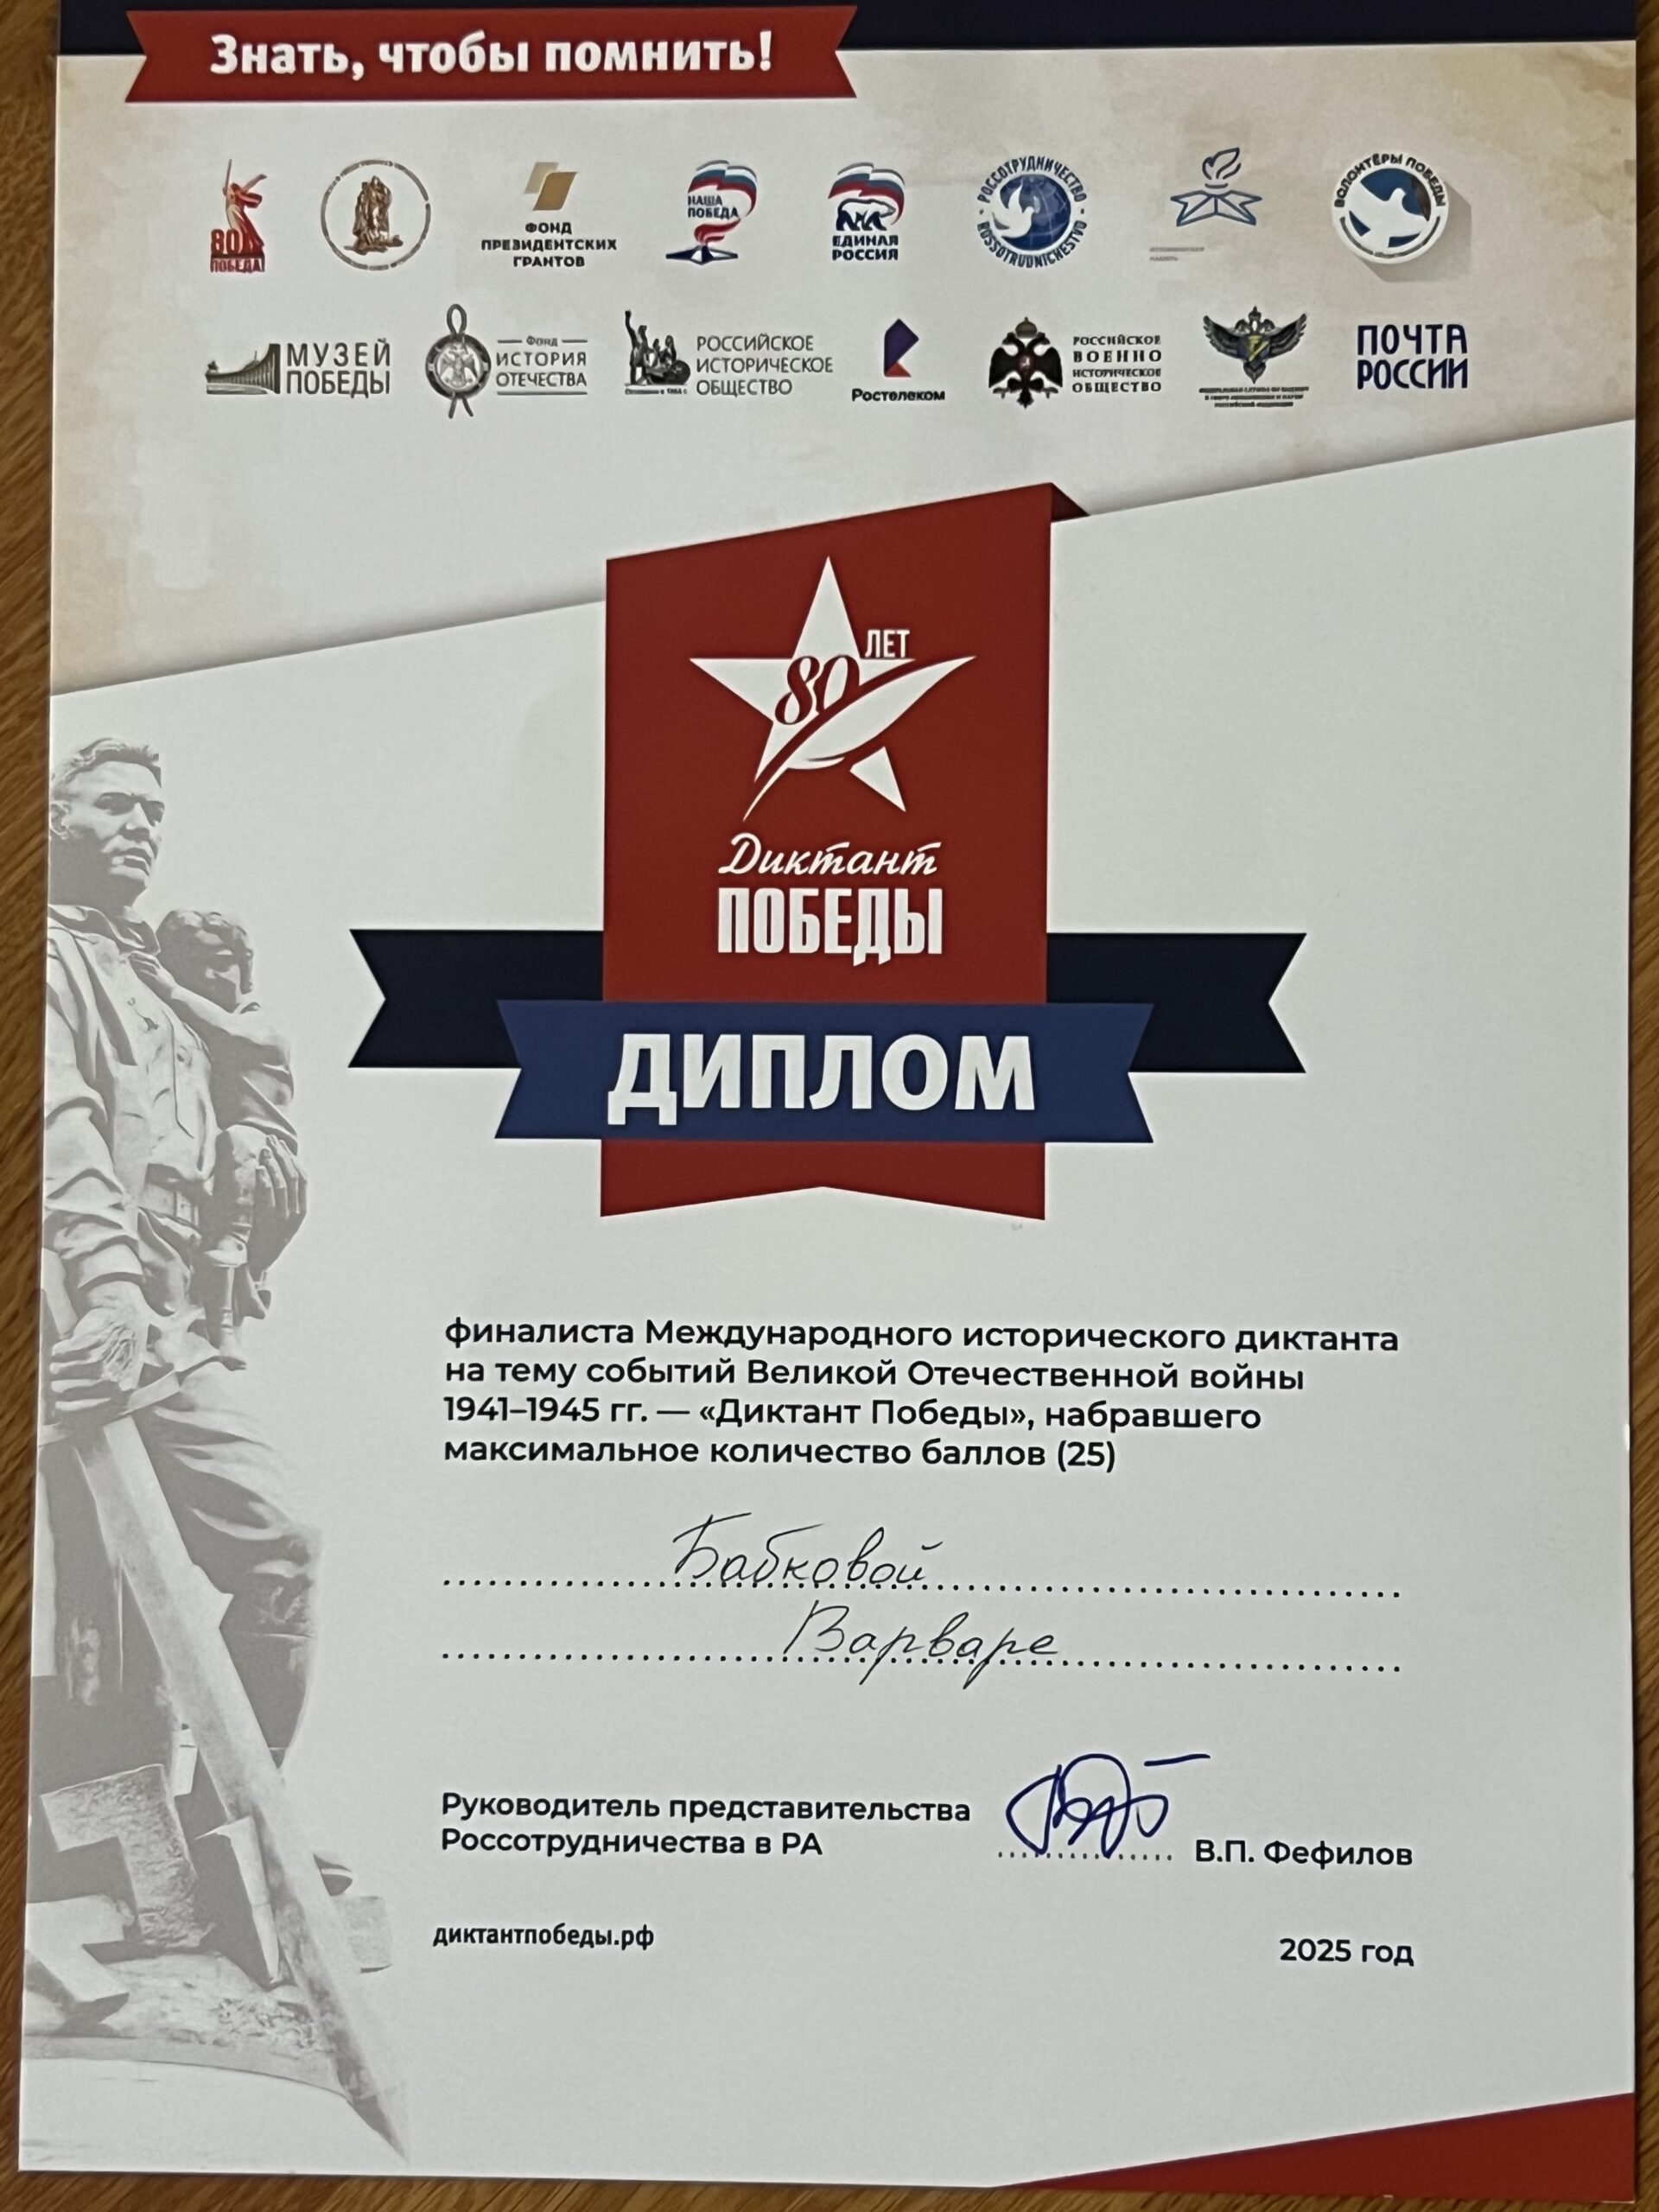 Знать, чтобы помнить!
80
ПОБЕДА!
ФОНД
ПРЕЗИДЕНТСКИХ
ГРАНТОВ
НАША
ПОБЕДА
ЕДИНАЯ
РОССИЯ
РОССОТРУДНИЧЕСТВО
ROSSOTRUDNICHESTVO
ВОЛОНТЁРЫ ПОБЕДЫ
МУЗЕЙ
ПОБЕДЫ
Фонд
ИСТОРИЯ
ОТЕЧЕСТВА
РОССИЙСКОЕ
ИСТОРИЧЕСКОЕ
ОБЩЕСТВО
Ростелеком
РОССИЙСКОЕ
ВОЕННО
ИСТОРИЧЕСКОЕ
ОБЩЕСТВО
ПОЧТА
РОССИИ
80 ЛЕТ
Диктант
ПОБЕДЫ
ДИПЛОМ
финалиста Международного исторического диктанта
на тему событий Великой Отечественной войны
1941–1945 гг. — «Диктант Победы», набравшего
максимальное количество баллов (25)
Бабковой
Варваре
Руководитель представительства
Россотрудничества в РА
В.П. Фефилов
диктантпобеды.рф
2025 год